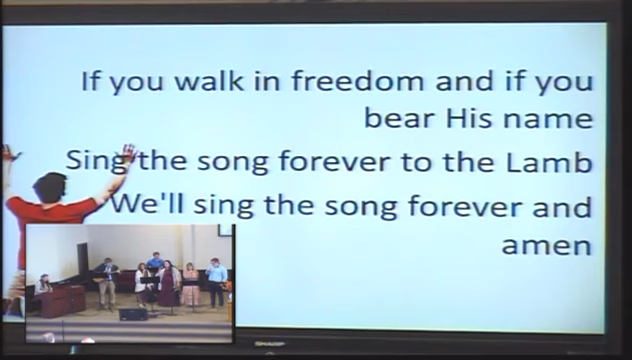 If you walk in freedom and if you
bear His name
Sing the song forever to the Lamb
We'll sing the song forever and
amen
SHARP